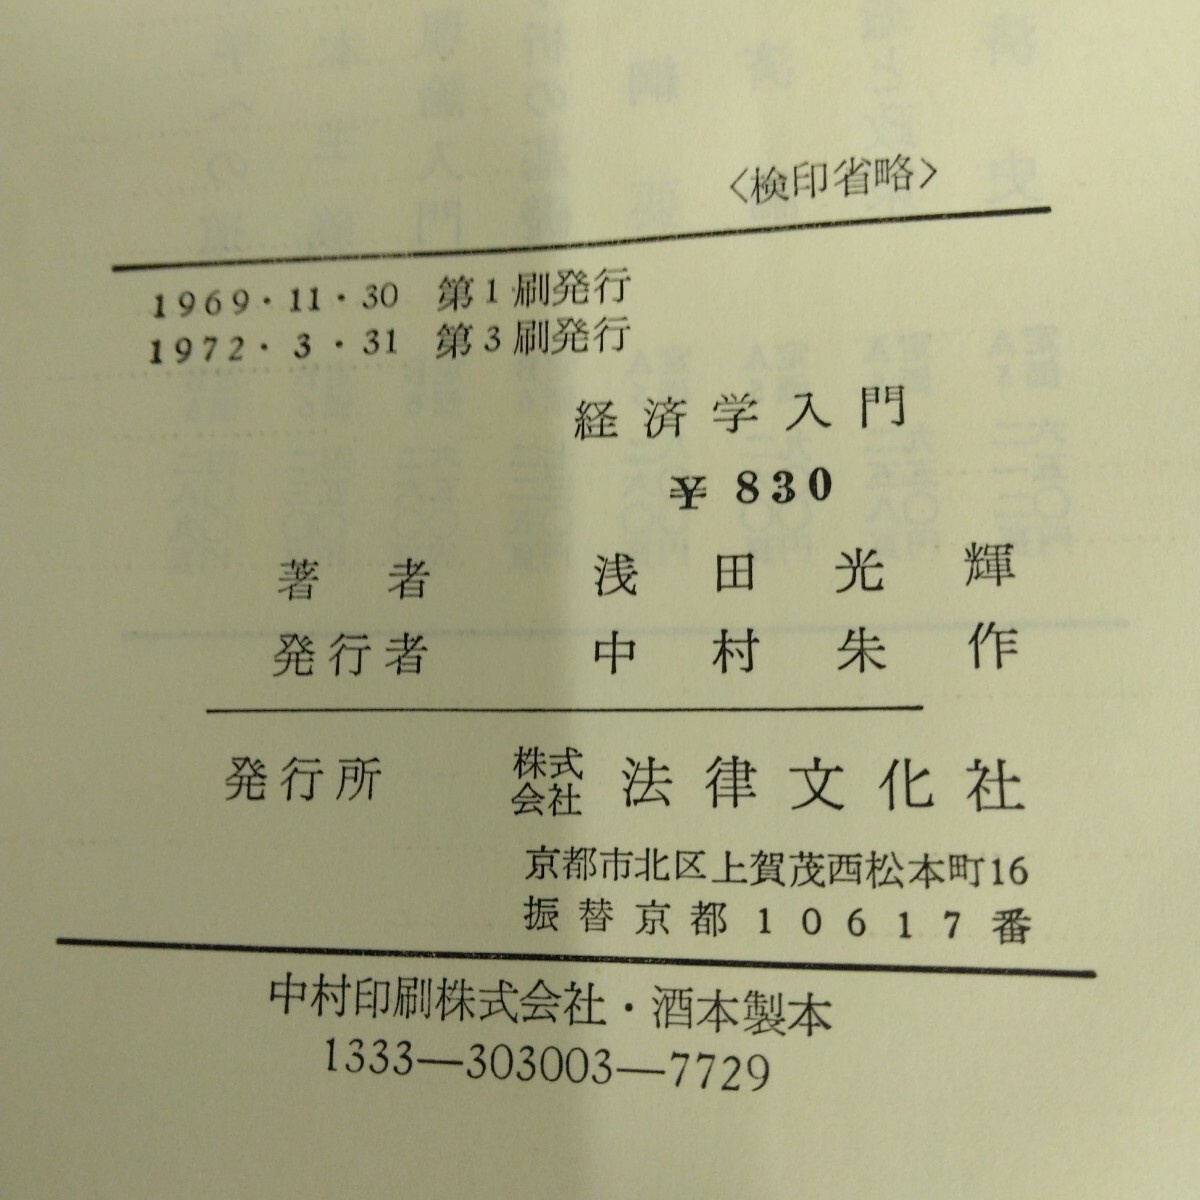 〈検印省略〉
1969・11・30 第1刷発行
1972・3・31 第3刷発行
経済学入門
￥830
著者 浅田光輝
発行者 中村朱作
発行所 株式会社 法律文化社
京都市北区上賀茂西松本町16
振替京都10617番
中村印刷株式会社・酒本製本
1333—303003—7729